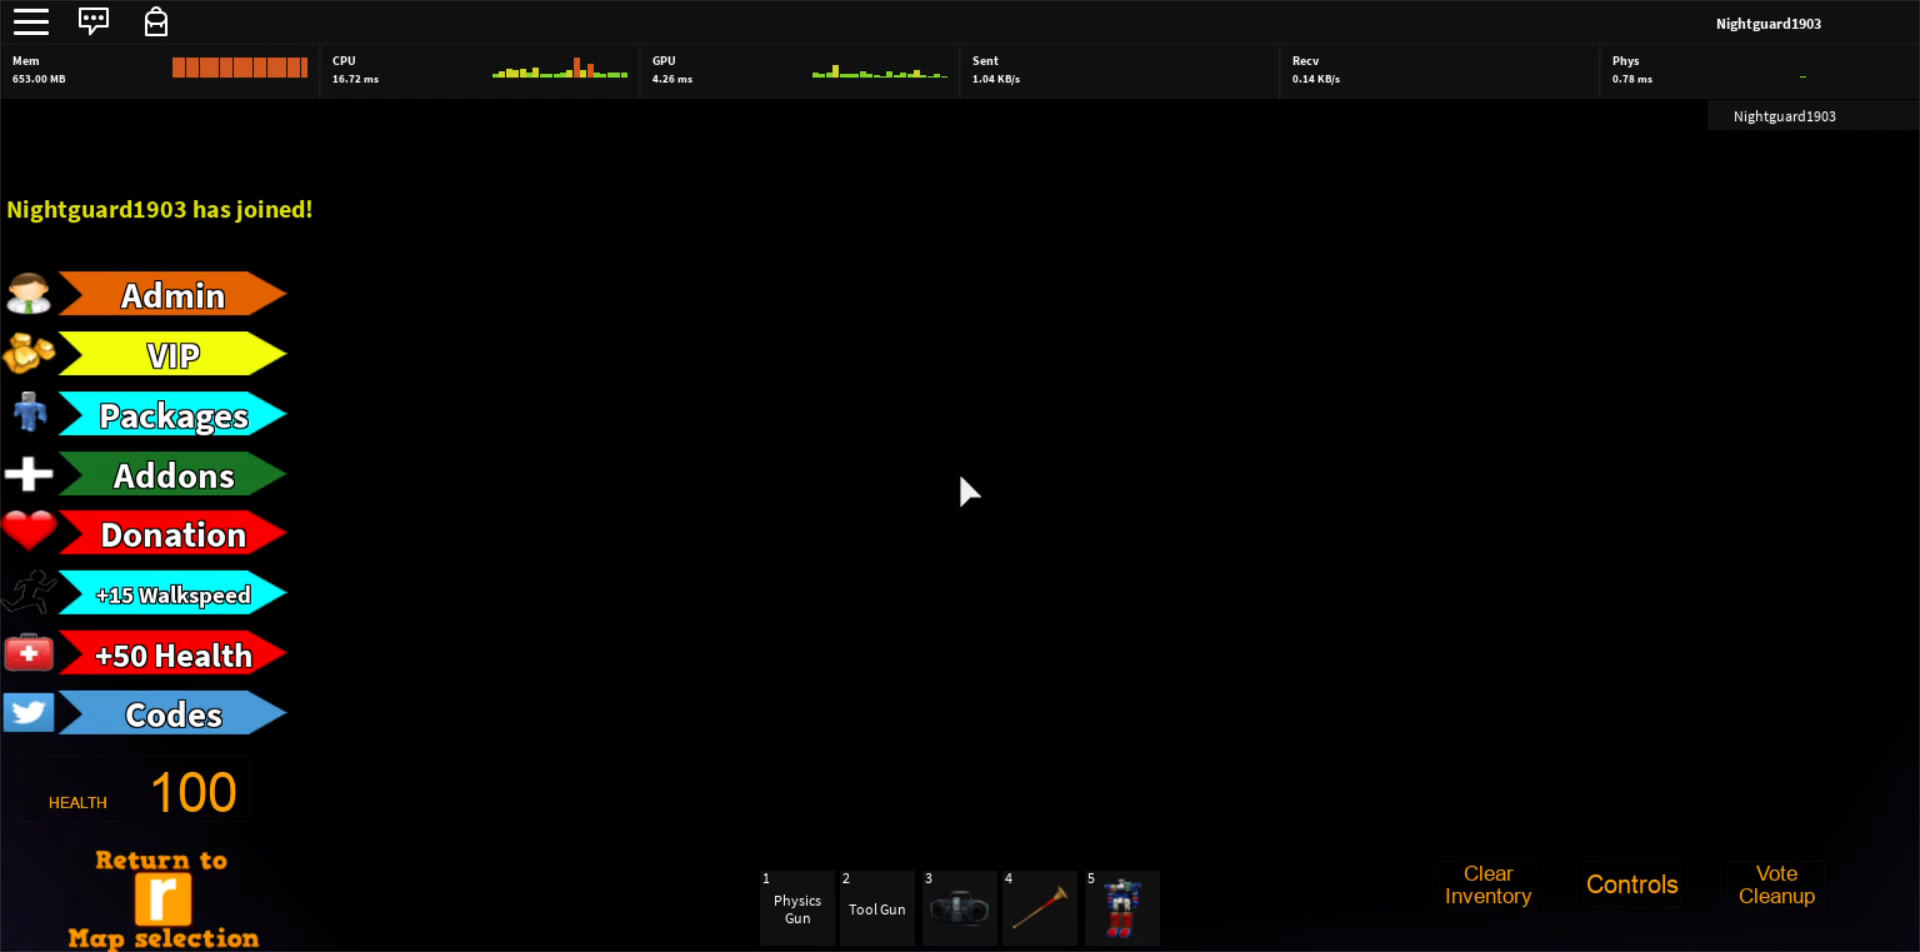 Nightguard1903
Mem
653.00 MB
CPU
16.72 ms
GPU
4.26 ms
Sent
1.04 KB/s
Recv
0.14 KB/s
Phys
0.78 ms
Nightguard1903
Nightguard1903 has joined!
Admin
VIP
Packages
Addons
Donation
+15 Walkspeed
+50 Health
Codes
HEALTH 100
Return to
r
Map selection
1
Physics
Gun
2
Tool Gun
3
4
5
Clear
Inventory
Controls
Vote
Cleanup